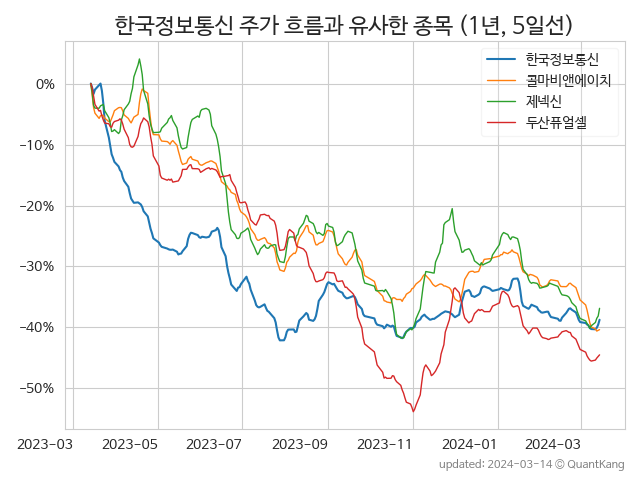 한국정보통신 주가 흐름과 유사한 종목 (1년, 5일선)
한국정보통신
콜마비앤에이치
제넥신
두산퓨얼셀
0%
−10%
−20%
−30%
−40%
−50%
2023-03 2023-05 2023-07 2023-09 2023-11 2024-01 2024-03
updated: 2024-03-14 © QuantKang